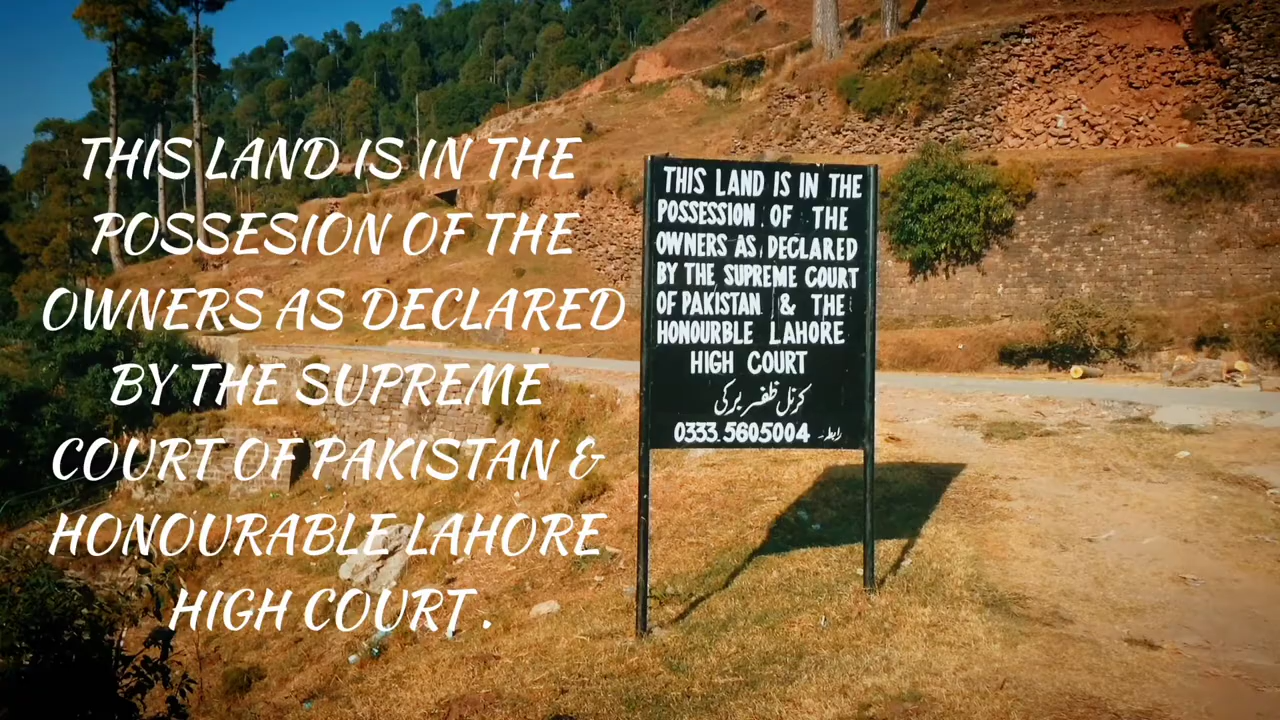 THIS LAND IS IN THE
POSSESION OF THE
OWNERS AS DECLARED
BY THE SUPREME
COURT OF PAKISTAN &
HONOURABLE LAHORE
HIGH COURT .
THIS LAND IS IN THE
POSSESSION OF THE
OWNERS AS DECLARED
BY THE SUPREME COURT
OF PAKISTAN & THE
HONOURBLE LAHORE
HIGH COURT
کرنل ظفر برکی
رابطہ 0333.5605004